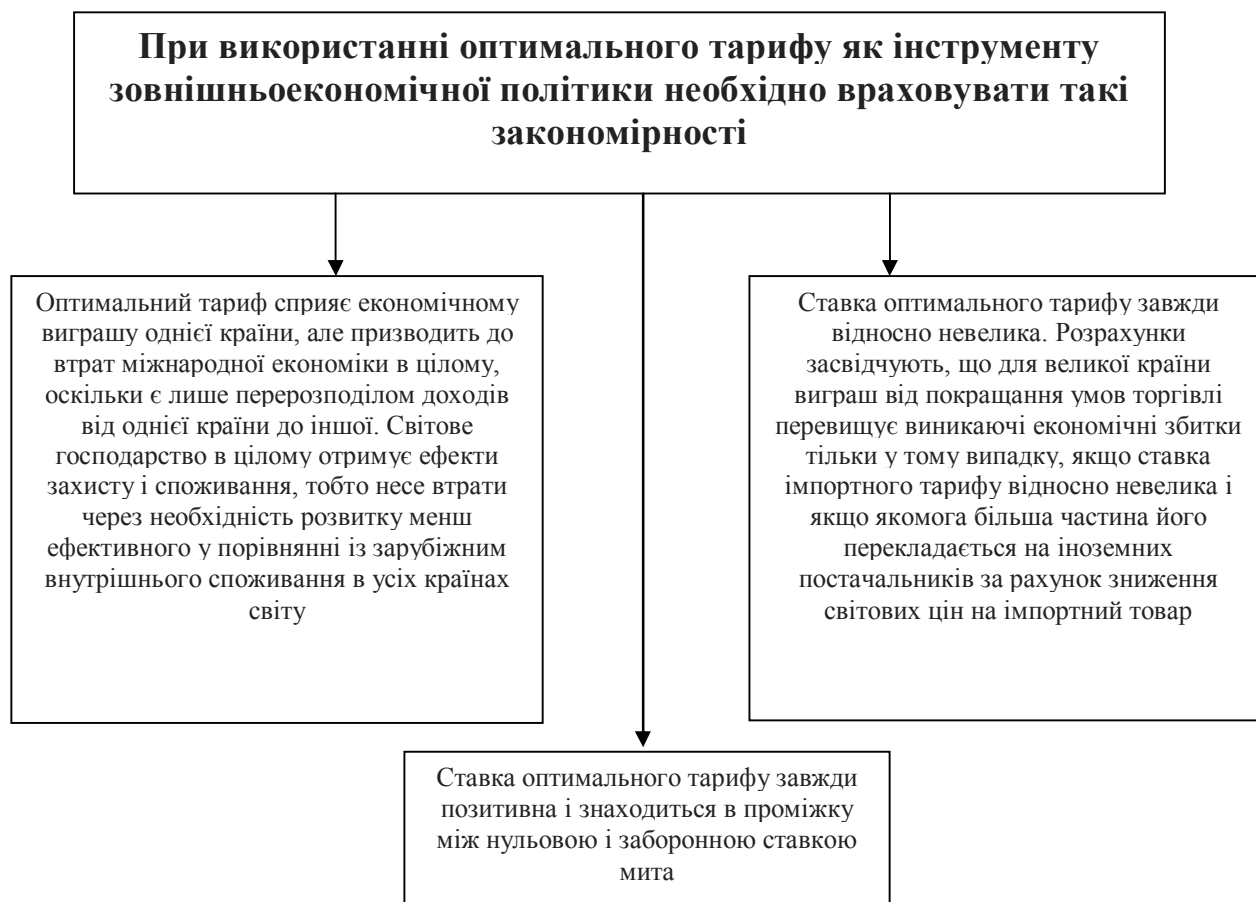 При використанні оптимального тарифу як інструменту
зовнішньоекономічної політики необхідно враховувати такі
закономірності
Оптимальний тариф сприяє економічному
виграшу однієї країни, але призводить до
втрат міжнародної економіки в цілому,
оскільки є лише перерозподілом доходів
від однієї країни до іншої. Світове
господарство в цілому отримує ефекти
захисту і споживання, тобто несе втрати
через необхідність розвитку менш
ефективного у порівнянні із зарубіжним
внутрішнього споживання в усіх країнах
світу
Ставка оптимального тарифу завжди
відносно невелика. Розрахунки
засвідчують, що для великої країни
виграш від покращання умов торгівлі
перевищує виникаючі економічні збитки
тільки у тому випадку, якщо ставка
імпортного тарифу відносно невелика і
якщо якомога більша частина його
перекладається на іноземних
постачальників за рахунок зниження
світових цін на імпортний товар
Ставка оптимального тарифу завжди
позитивна і знаходиться в проміжку
між нульовою і заборонною ставкою
мита